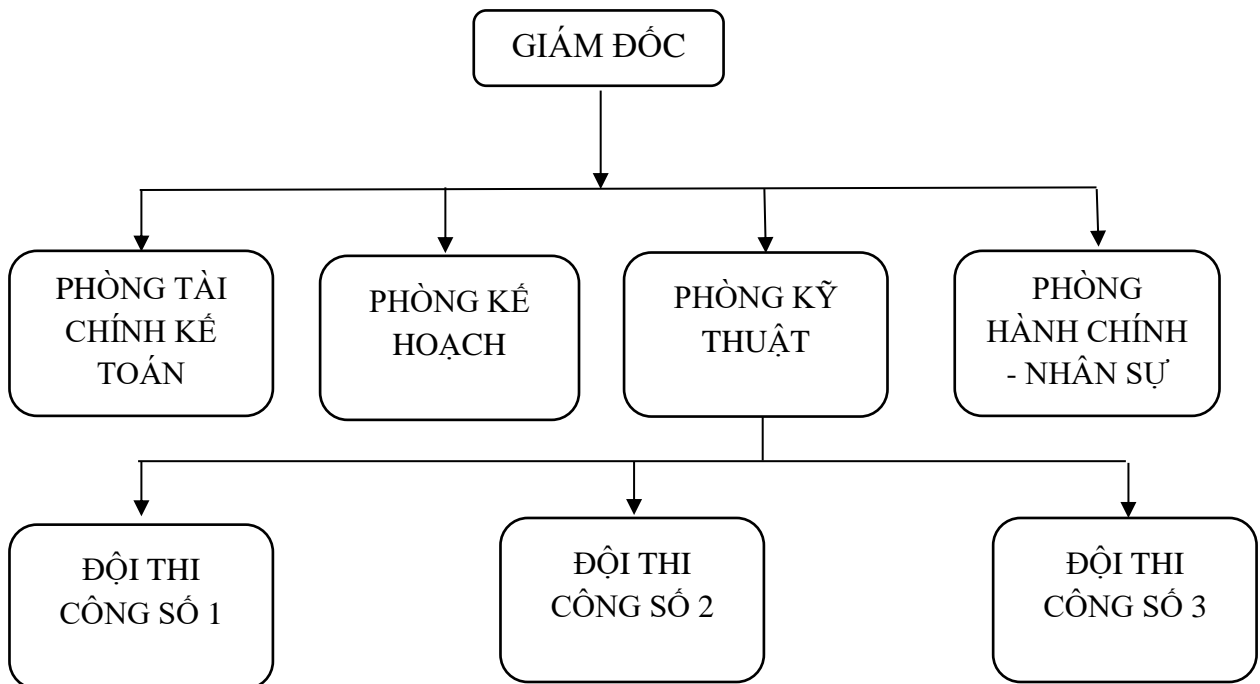 GIÁM ĐỐC
PHÒNG TÀI
CHÍNH KẾ
TOÁN
PHÒNG KẾ
HOẠCH
PHÒNG KỸ
THUẬT
PHÒNG
HÀNH CHÍNH
- NHÂN SỰ
ĐỘI THI
CÔNG SỐ 1
ĐỘI THI
CÔNG SỐ 2
ĐỘI THI
CÔNG SỐ 3